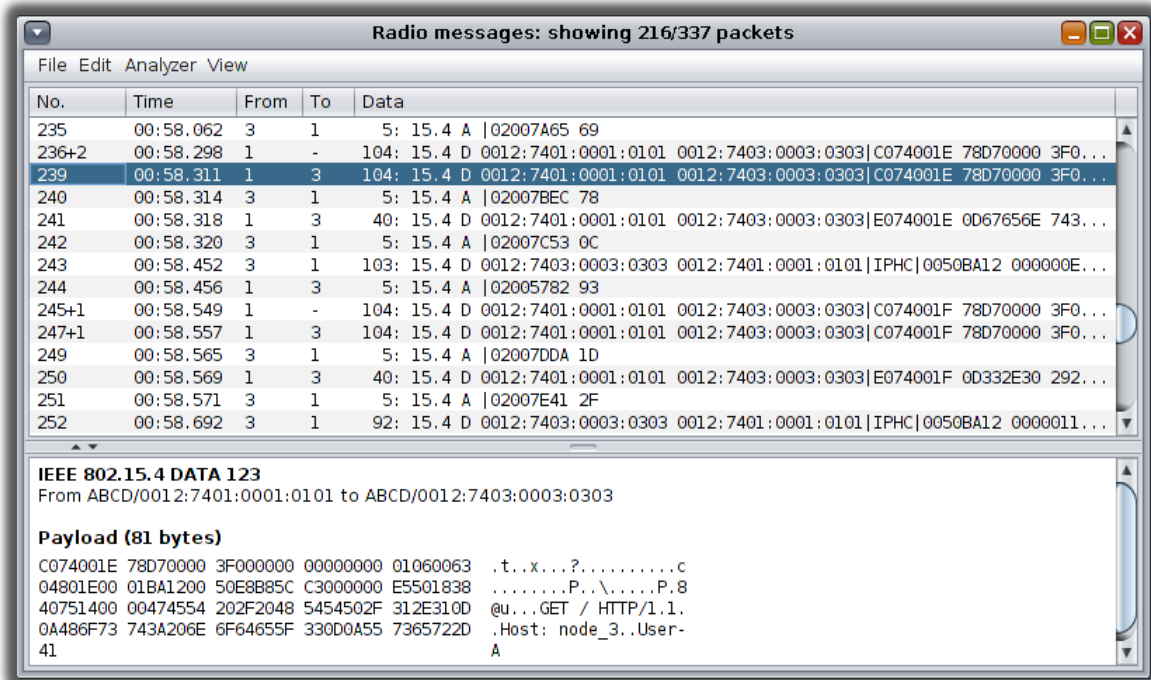 Radio messages: showing 216/337 packets
File Edit Analyzer View
No. Time From To Data
235 00:58.062 3 1 5: 15.4 A |02007A65 69
236+2 00:58.298 1 - 104: 15.4 D 0012:7401:0001:0101 0012:7403:0003:0303|C074001E 78D70000 3F0...
239 00:58.311 1 3 104: 15.4 D 0012:7401:0001:0101 0012:7403:0003:0303|C074001E 78D70000 3F0...
240 00:58.314 3 1 5: 15.4 A |02007BEC 78
241 00:58.318 1 3 40: 15.4 D 0012:7401:0001:0101 0012:7403:0003:0303|E074001E 0D67656E 743...
242 00:58.320 3 1 5: 15.4 A |02007C53 0C
243 00:58.452 3 1 103: 15.4 D 0012:7403:0003:0303 0012:7401:0001:0101|IPHC|0050BA12 000000E...
244 00:58.456 1 3 5: 15.4 A |02005782 93
245+1 00:58.549 1 - 104: 15.4 D 0012:7401:0001:0101 0012:7403:0003:0303|C074001F 78D70000 3F0...
247+1 00:58.557 1 3 104: 15.4 D 0012:7401:0001:0101 0012:7403:0003:0303|C074001F 78D70000 3F0...
249 00:58.565 3 1 5: 15.4 A |02007DDA 1D
250 00:58.569 1 3 40: 15.4 D 0012:7401:0001:0101 0012:7403:0003:0303|E074001F 0D332E30 292...
251 00:58.571 3 1 5: 15.4 A |02007E41 2F
252 00:58.692 3 1 92: 15.4 D 0012:7403:0003:0303 0012:7401:0001:0101|IPHC|0050BA12 0000011...
IEEE 802.15.4 DATA 123
From ABCD/0012:7401:0001:0101 to ABCD/0012:7403:0003:0303
Payload (81 bytes)
C074001E 78D70000 3F000000 00000000 01060063 .t..x...?..........c
04801E00 01BA1200 50E8B85C C3000000 E5501838 ........P..\.....P.8
40751400 00474554 202F2048 5454502F 312E310D @u...GET / HTTP/1.1.
0A486F73 743A206E 6F64655F 330D0A55 7365722D .Host: node_3..User-
41 A